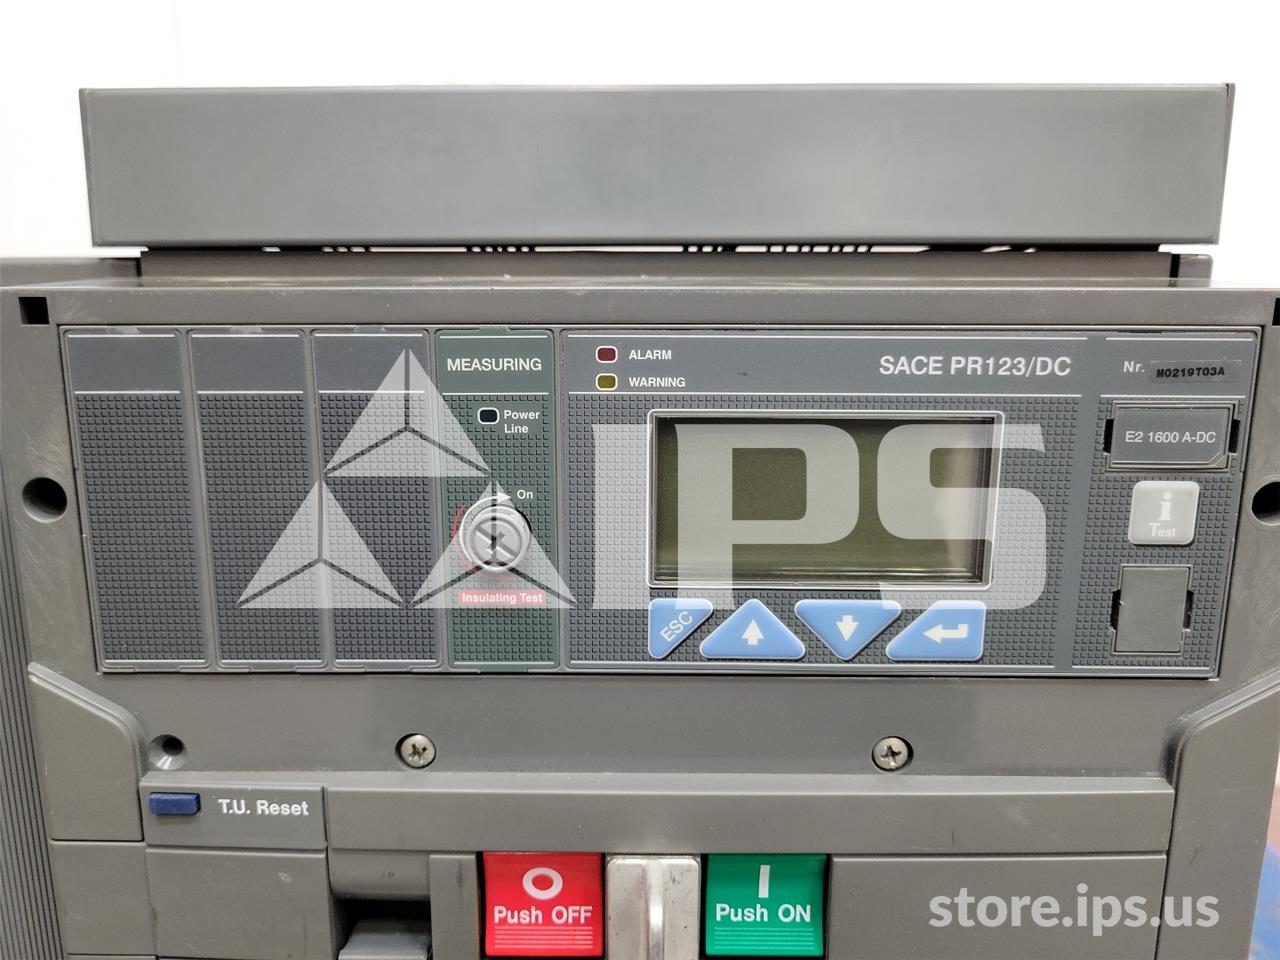 MEASURING
Power
Line
On
Insulating Test
ALARM
WARNING
SACE PR123/DC
Nr. M0219T03A
E2 1600 A-DC
i
Test
ESC
IPS
T.U. Reset
O
Push OFF
I
Push ON
store.ips.us